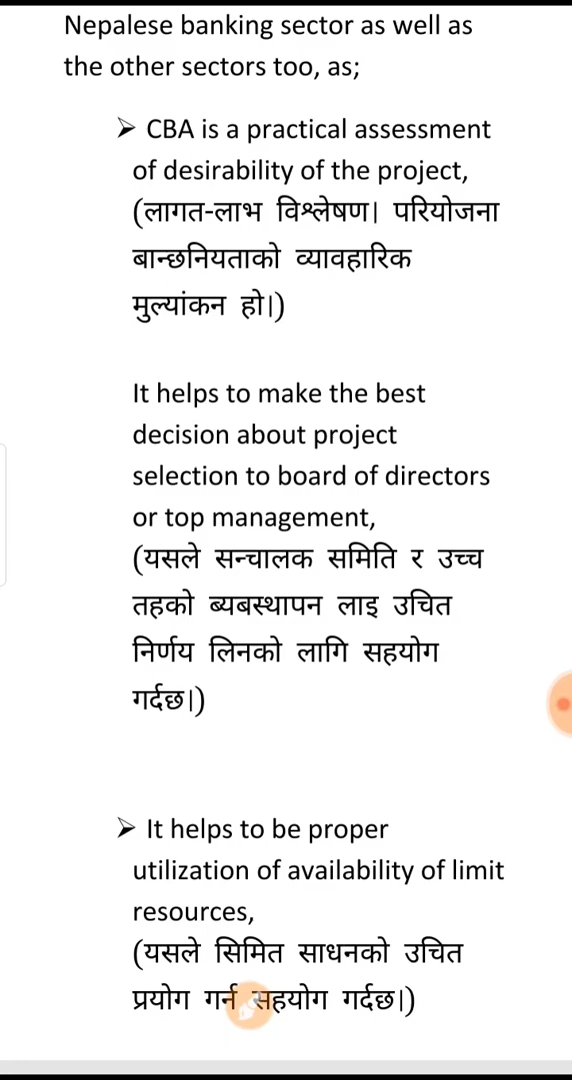 Nepalese banking sector as well as
the other sectors too, as;
➢ CBA is a practical assessment
of desirability of the project,
(लागत-लाभ विश्लेषण। परियोजना
बान्छनियताको व्यावहारिक
मुल्यांकन हो।)
It helps to make the best
decision about project
selection to board of directors
or top management,
(यसले सन्चालक समिति र उच्च
तहको ब्यबस्थापन लाइ उचित
निर्णय लिनको लागि सहयोग
गर्दछ।)
➢ It helps to be proper
utilization of availability of limit
resources,
(यसले सिमित साधनको उचित
प्रयोग गर्न सहयोग गर्दछ।)